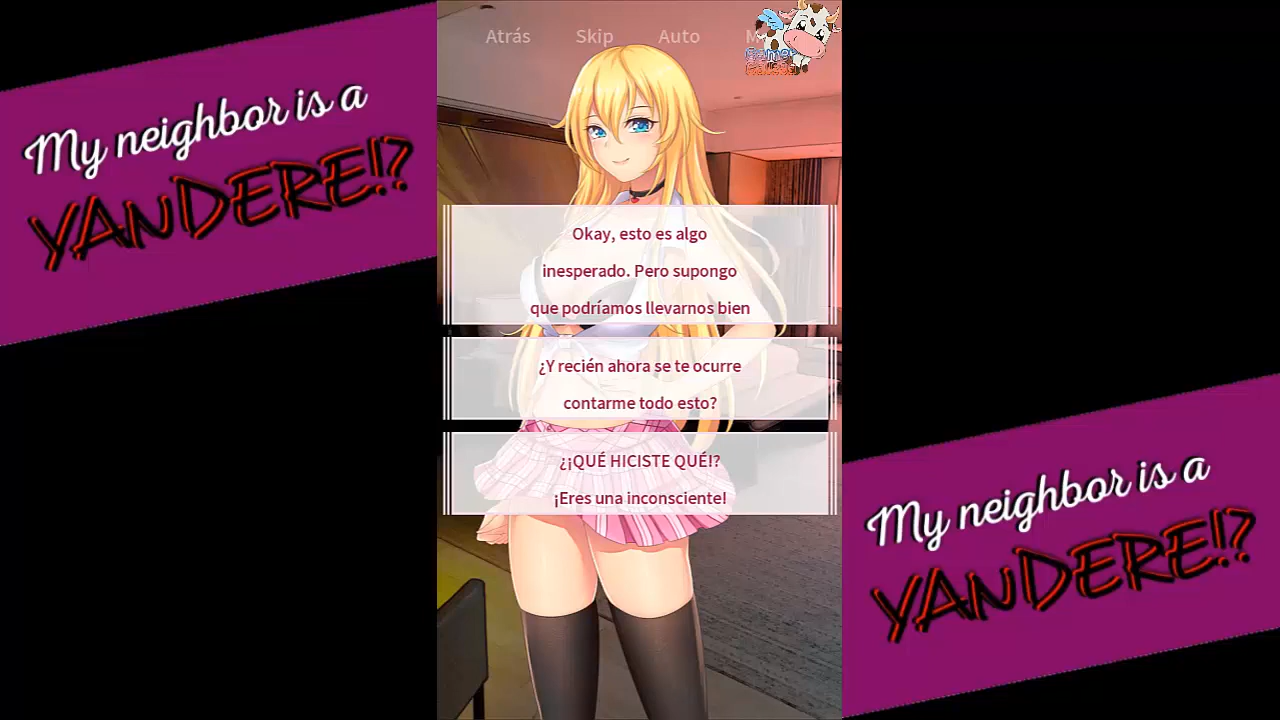 My neighbor is a
YANDERE!?
Atrás Skip Auto
Okay, esto es algo
inesperado. Pero supongo
que podríamos llevarnos bien
¿Y recién ahora se te ocurre
contarme todo esto?
¿¡QUÉ HICISTE QUÉ!?
¡Eres una inconsciente!
My neighbor is a
YANDERE!?